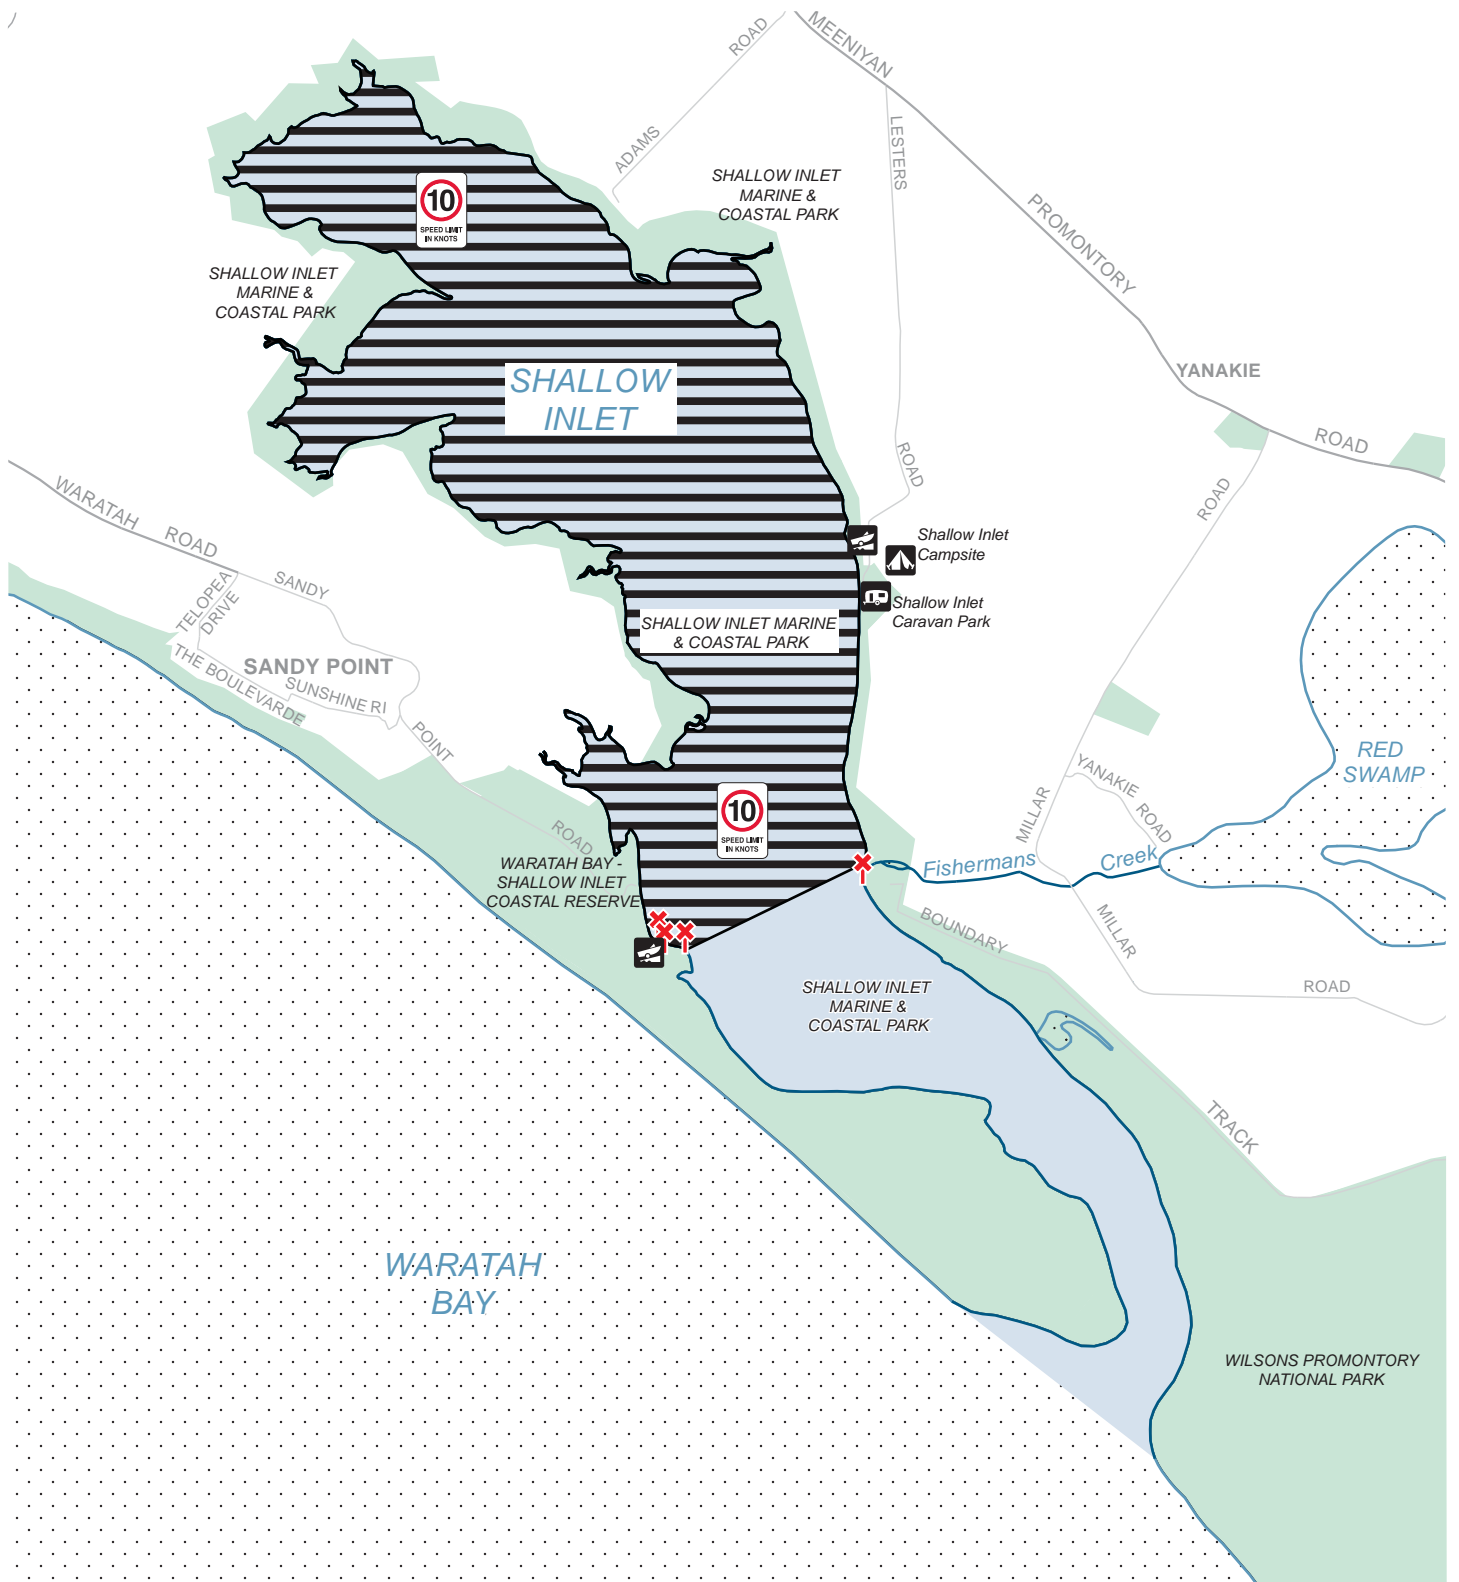 MEENIYAN
ROAD
ADAMS
LESTERS
SHALLOW INLET
MARINE &
COASTAL PARK
10
SPEED LIMIT
IN KNOTS
PROMONTORY
SHALLOW INLET
MARINE &
COASTAL PARK
SHALLOW
INLET
YANAKIE
ROAD
ROAD
WARATAH
ROAD
ROAD
Shallow Inlet
Campsite
SANDY
TELOPEA
DRIVE
Shallow Inlet
Caravan Park
SHALLOW INLET MARINE
& COASTAL PARK
THE BOULEVARDE
SANDY POINT
SUNSHINE RI
POINT
RED
SWAMP
YANAKIE
ROAD
MILLAR
10
SPEED LIMIT
IN KNOTS
ROAD
WARATAH BAY -
SHALLOW INLET
COASTAL RESERVE
Fishermans
Creek
BOUNDARY
MILLAR
ROAD
SHALLOW INLET
MARINE &
COASTAL PARK
TRACK
WARATAH
BAY
WILSONS PROMONTORY
NATIONAL PARK